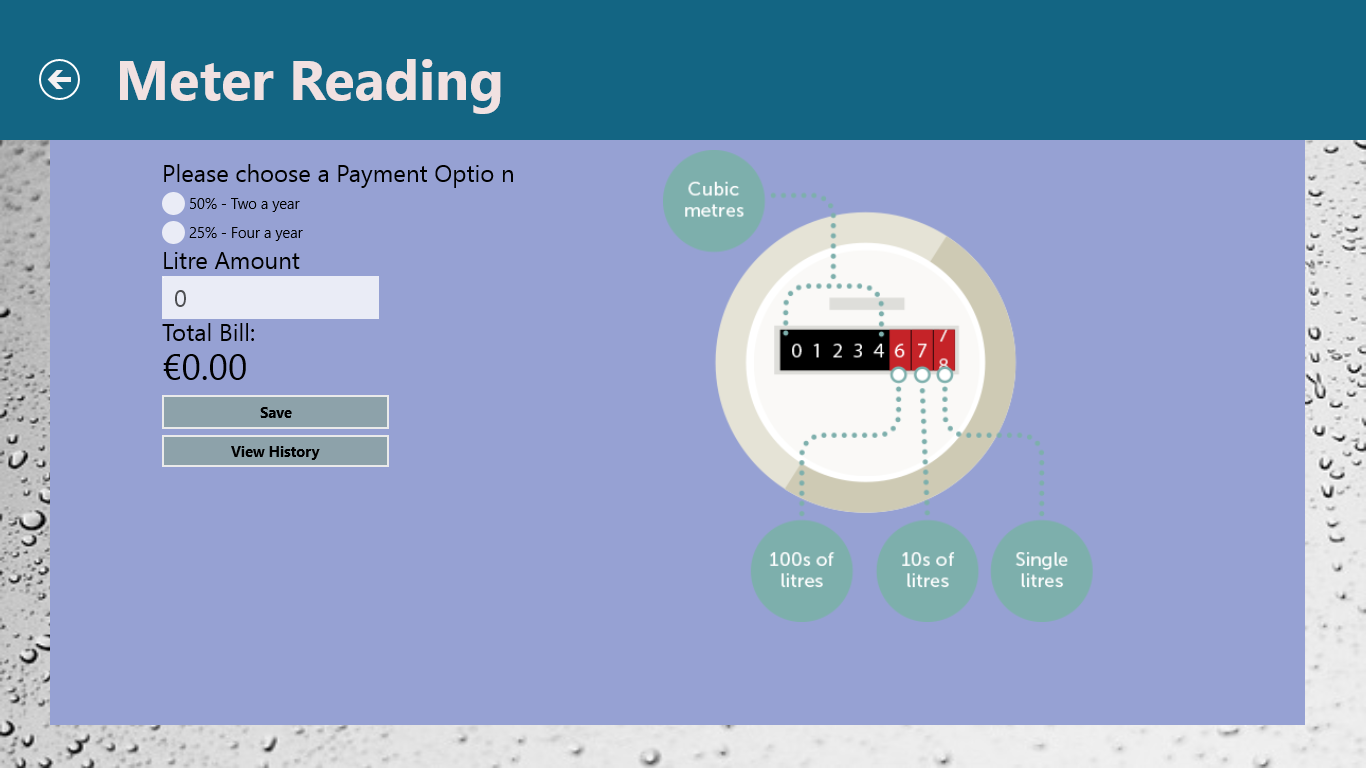 Meter Reading
Please choose a Payment Optio n
50% - Two a year
25% - Four a year
Litre Amount
0
Total Bill:
€0.00
Save
View History
Cubic
metres
0 1 2 3 4 6 7 7
8
100s of
litres
10s of
litres
Single
litres